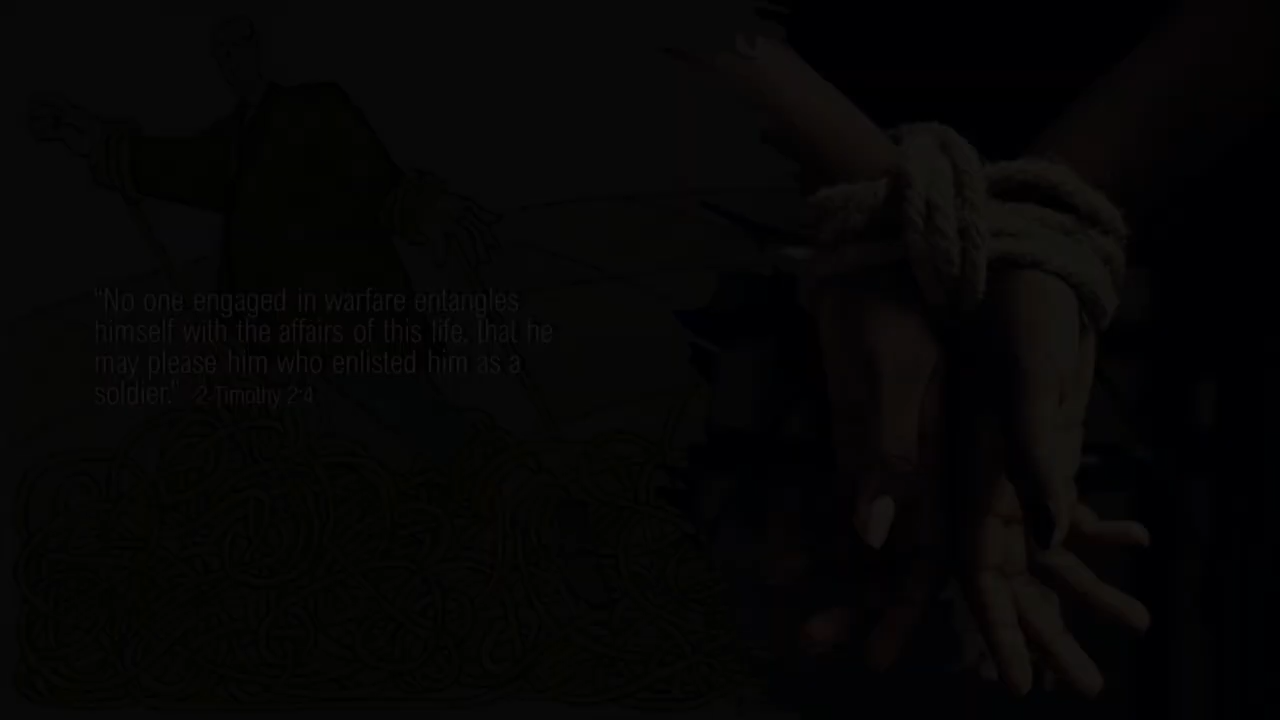 “No one engaged in warfare entangles
himself with the affairs of this life, that he
may please him who enlisted him as a
soldier.” 2 Timothy 2:4